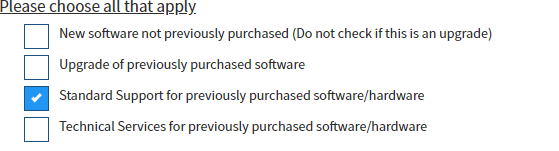 Please choose all that apply
New software not previously purchased (Do not check if this is an upgrade)
Upgrade of previously purchased software
Standard Support for previously purchased software/hardware
Technical Services for previously purchased software/hardware